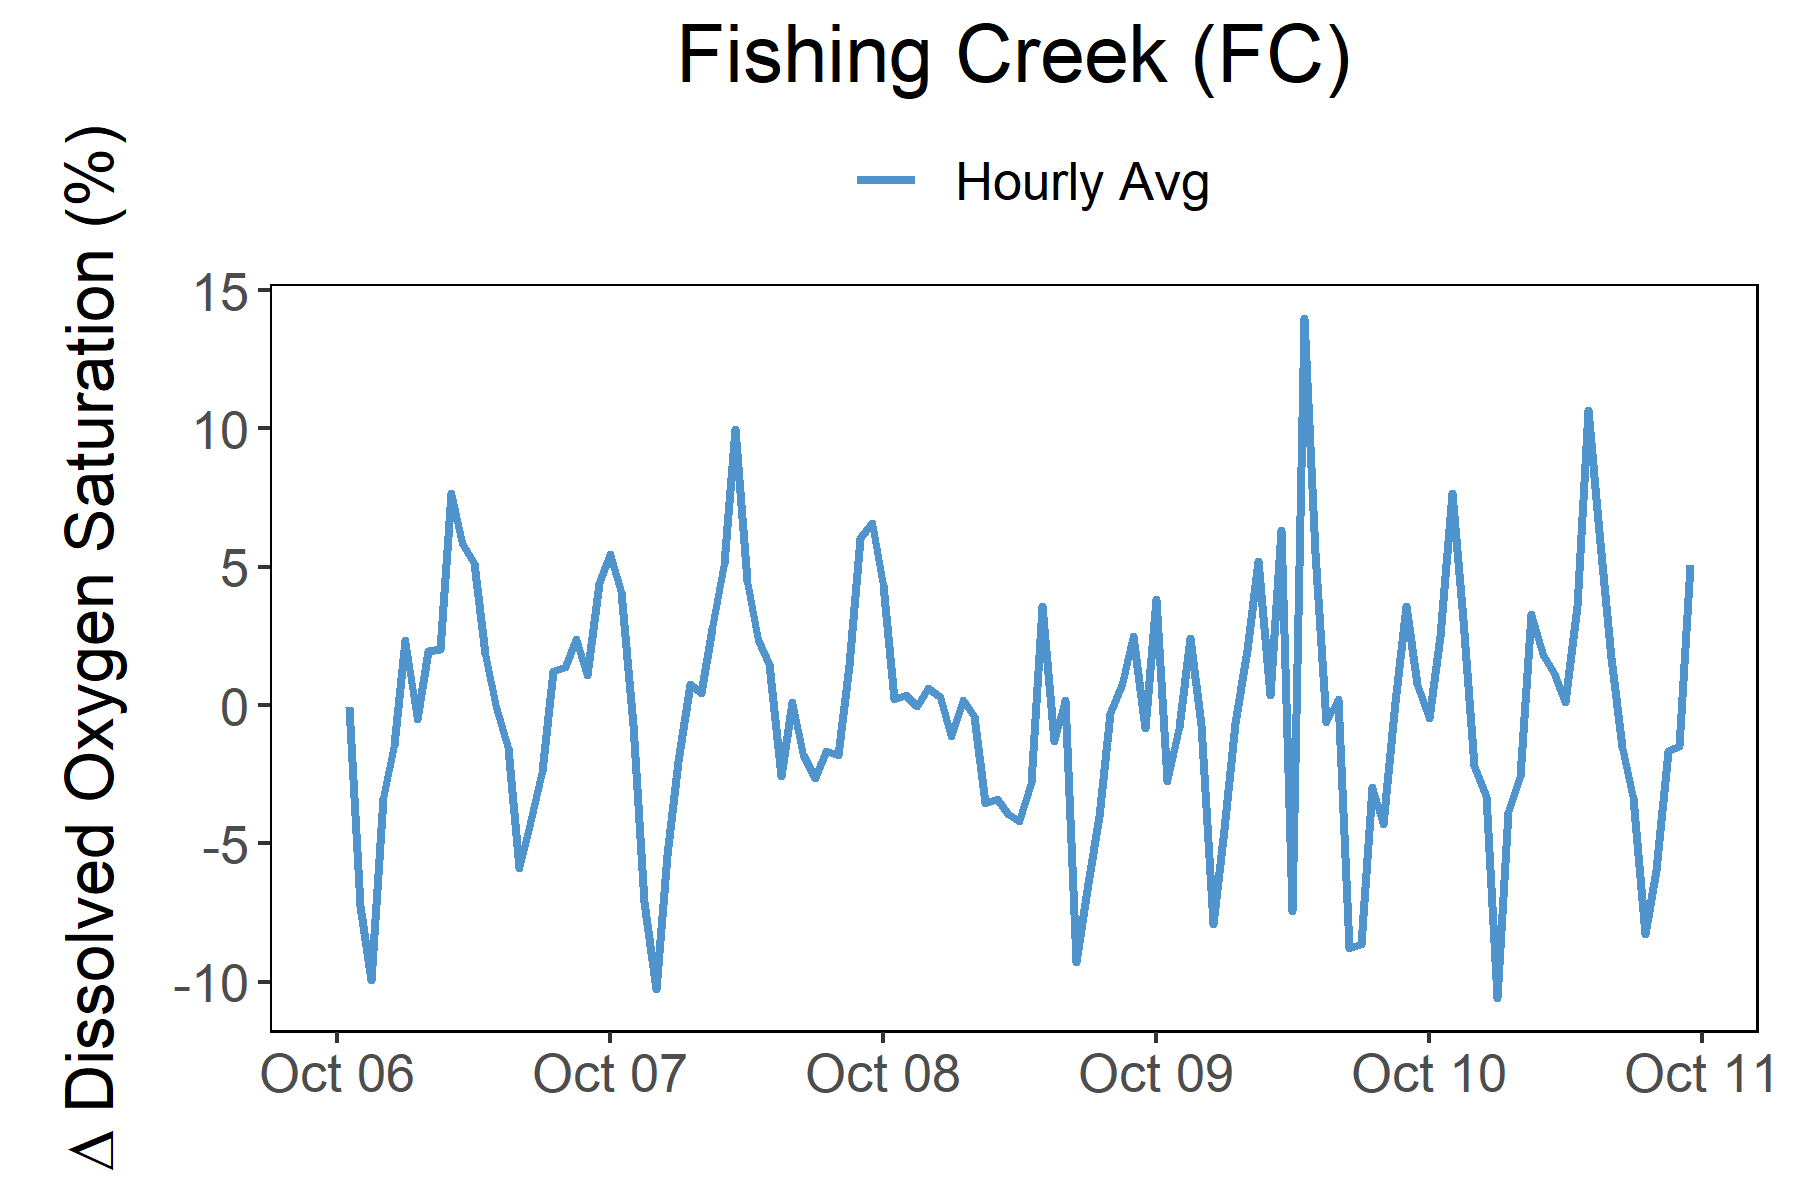 Fishing Creek (FC)
Hourly Avg
Δ Dissolved Oxygen Saturation (%)
15
10
5
0
-5
-10
Oct 06 Oct 07 Oct 08 Oct 09 Oct 10 Oct 11